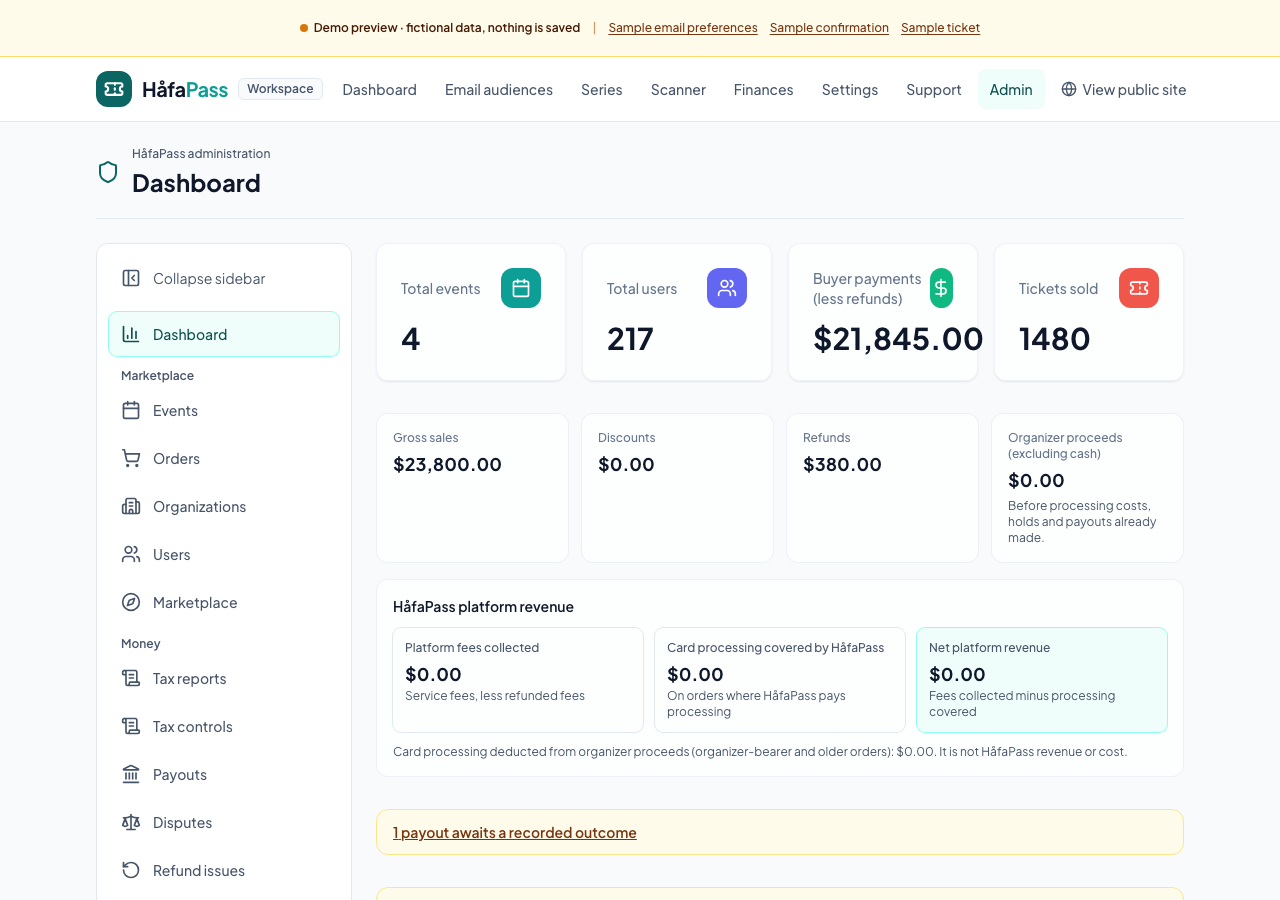 Demo preview · fictional data, nothing is saved | Sample email preferences Sample confirmation Sample ticket
HåfaPass Workspace Dashboard Email audiences Series Scanner Finances Settings Support Admin View public site
HåfaPass administration
Dashboard
Collapse sidebar
Dashboard
Marketplace
Events
Orders
Organizations
Users
Marketplace
Money
Tax reports
Tax controls
Payouts
Disputes
Refund issues
Total events
4
Total users
217
Buyer payments
(less refunds)
$21,845.00
Tickets sold
1480
Gross sales
$23,800.00
Discounts
$0.00
Refunds
$380.00
Organizer proceeds
(excluding cash)
$0.00
Before processing costs,
holds and payouts already
made.
HåfaPass platform revenue
Platform fees collected
$0.00
Service fees, less refunded fees
Card processing covered by HåfaPass
$0.00
On orders where HåfaPass pays
processing
Net platform revenue
$0.00
Fees collected minus processing
covered
Card processing deducted from organizer proceeds (organizer-bearer and older orders): $0.00. It is not HåfaPass revenue or cost.
1 payout awaits a recorded outcome